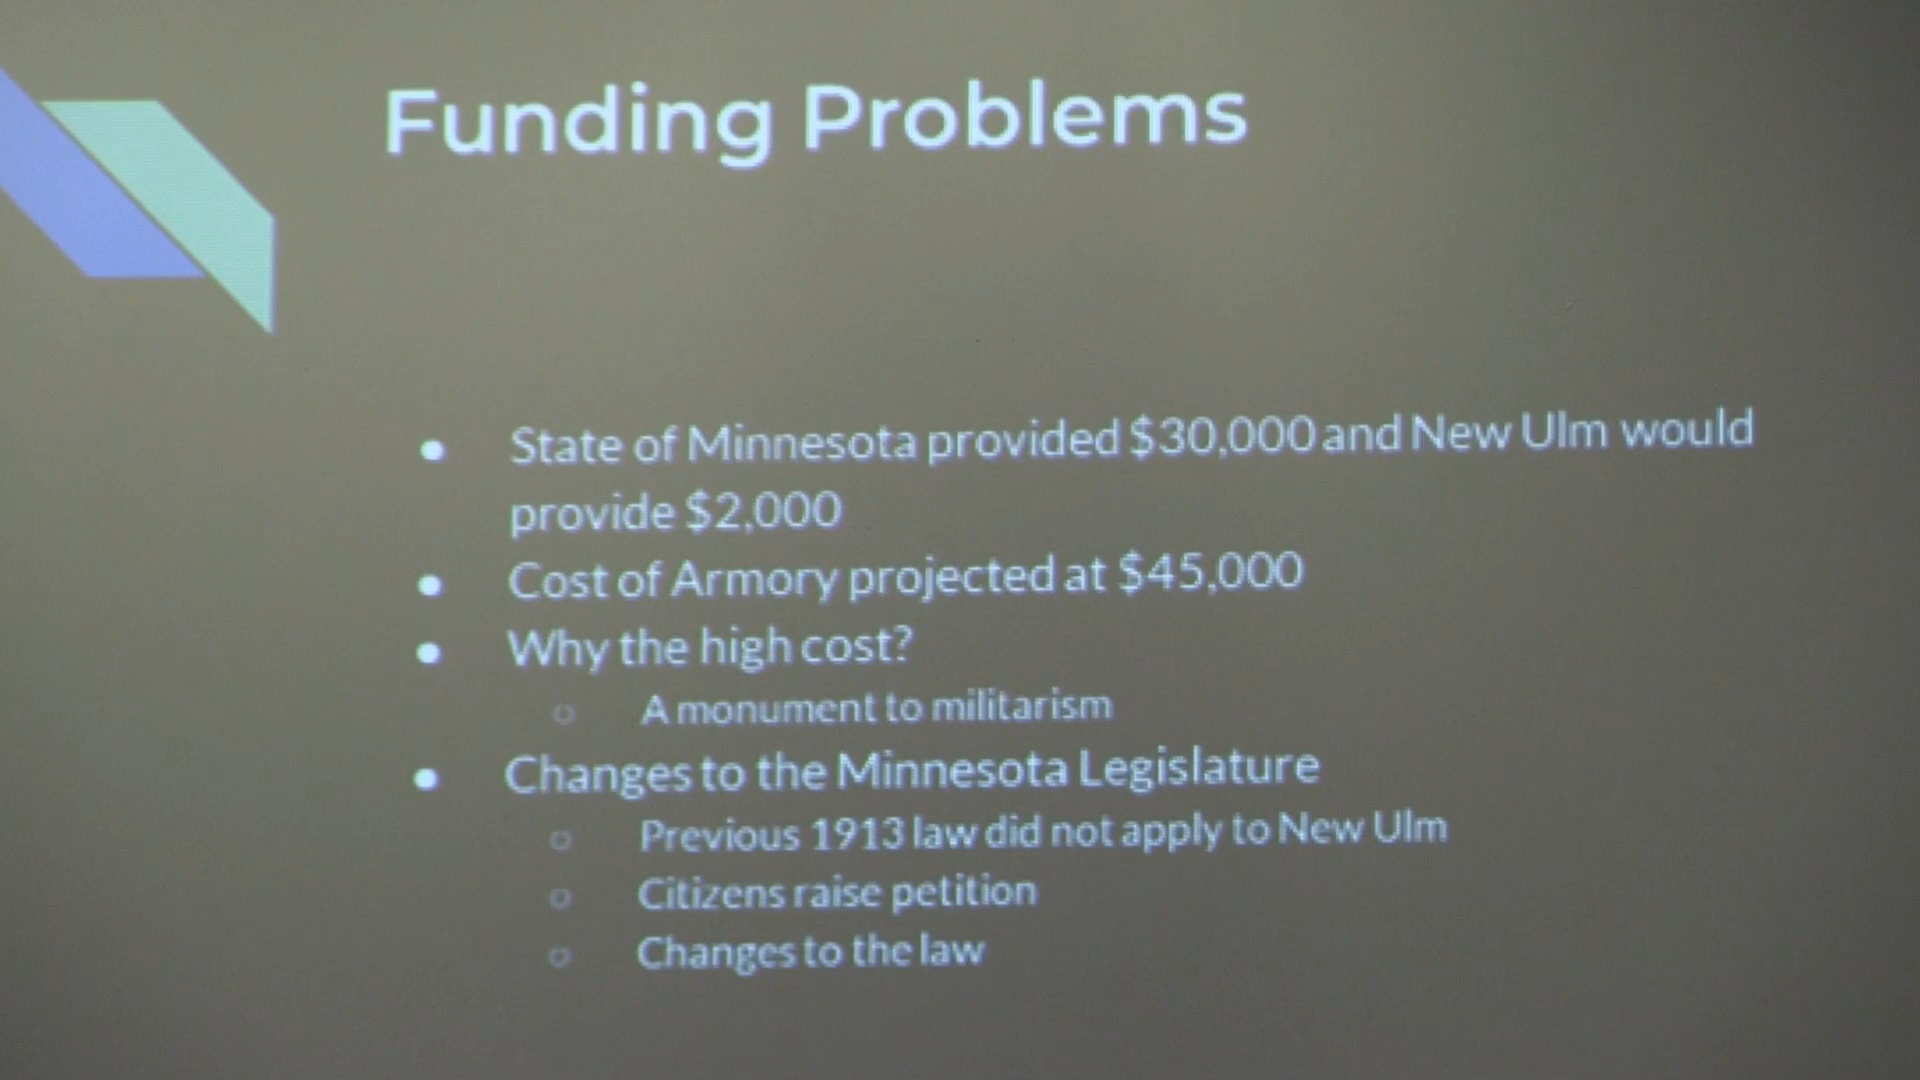 Funding Problems
● State of Minnesota provided $30,000 and New Ulm would
provide $2,000
● Cost of Armory projected at $45,000
● Why the high cost?
○ A monument to militarism
● Changes to the Minnesota Legislature
○ Previous 1913 law did not apply to New Ulm
○ Citizens raise petition
○ Changes to the law